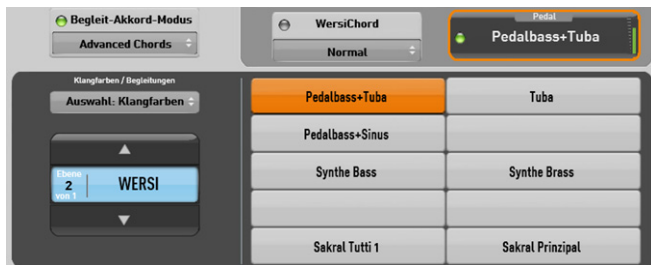 Begleit-Akkord-Modus
Advanced Chords
WersiChord
Normal
Pedal
Pedalbass+Tuba
Klangfarben / Begleitungen
Auswahl: Klangfarben
Ebene
2
von 1
WERSI
Pedalbass+Tuba
Tuba
Pedalbass+Sinus
Synthe Bass
Synthe Brass
Sakral Tutti 1
Sakral Prinzipal